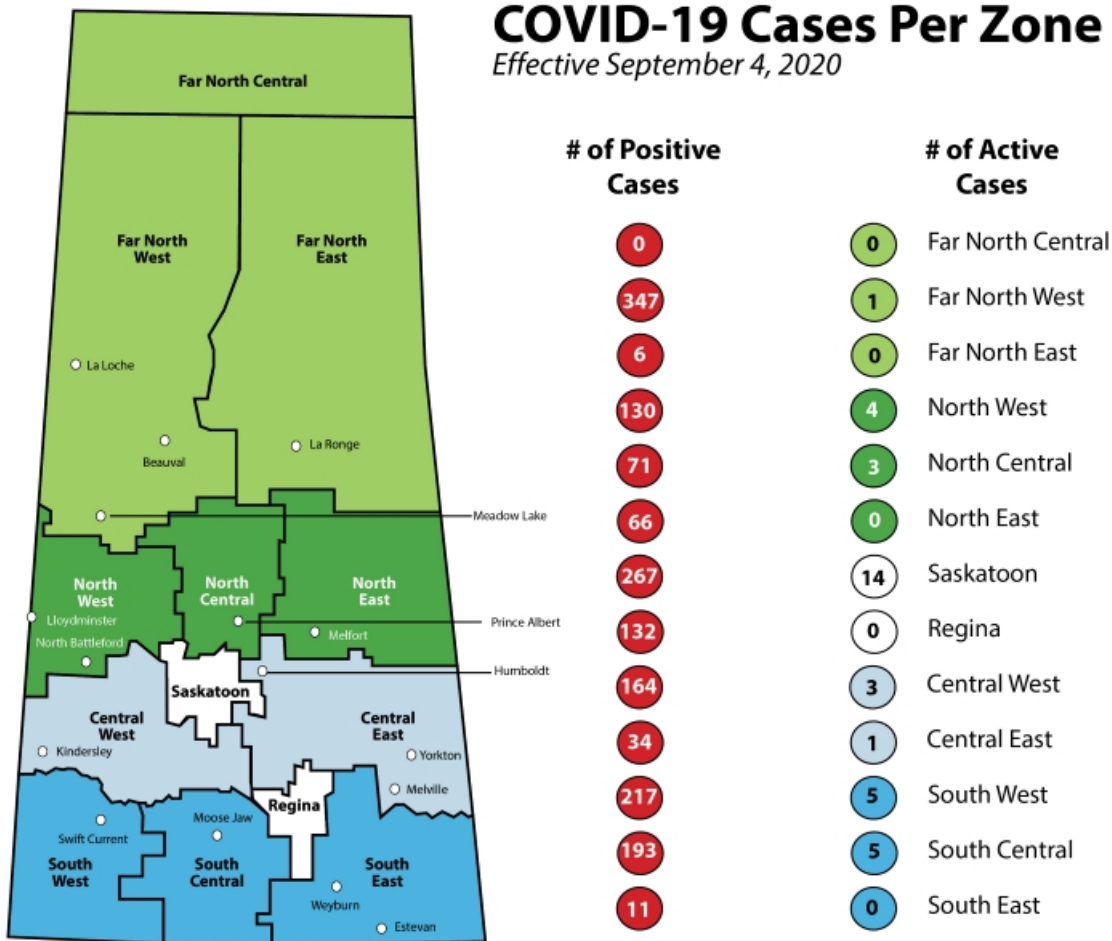 COVID-19 Cases Per Zone
Effective September 4, 2020
Far North Central
Far North
West
Far North
East
La Loche
Beauval
La Ronge
Meadow Lake
North
West
North
Central
North
East
Lloydminster
Prince Albert
North Battleford
Melfort
Humboldt
Saskatoon
Central
West
Central
East
Kindersley
Yorkton
Melville
Regina
Moose Jaw
Swift Current
South
West
South
Central
South
East
Weyburn
Estevan
# of Positive
Cases
# of Active
Cases
0 0 Far North Central
347 1 Far North West
6 0 Far North East
130 4 North West
71 3 North Central
66 0 North East
267 14 Saskatoon
132 0 Regina
164 3 Central West
34 1 Central East
217 5 South West
193 5 South Central
11 0 South East